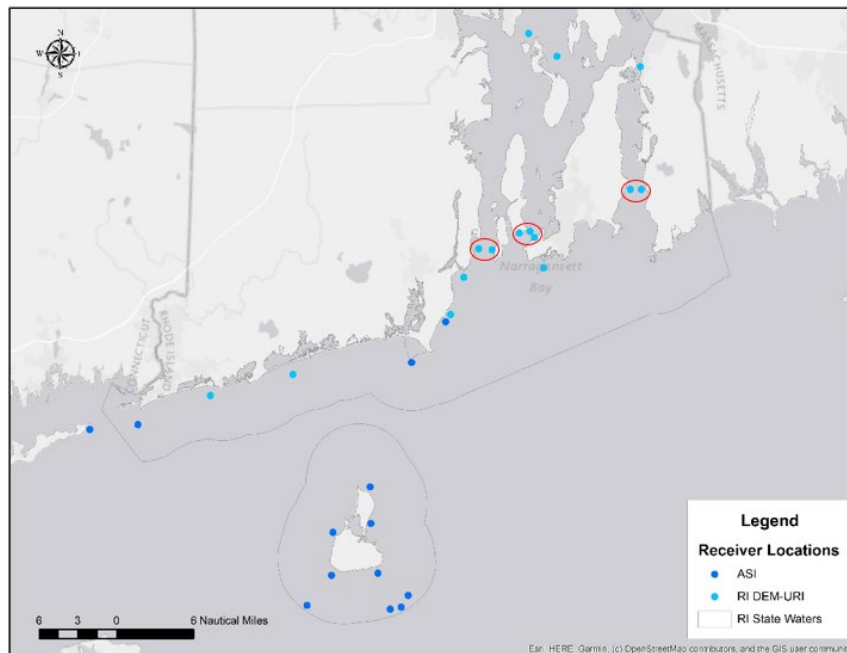 N
W
S
MASSACHUSETTS
Narragansett
Bay
CONNECTICUT
RHODE ISLAND
Legend
Receiver Locations
ASI
RI DEM-URI
RI State Waters
6 3 0 6 Nautical Miles
Esri, HERE, Garmin, (c) OpenStreetMap contributors, and the GIS user communit